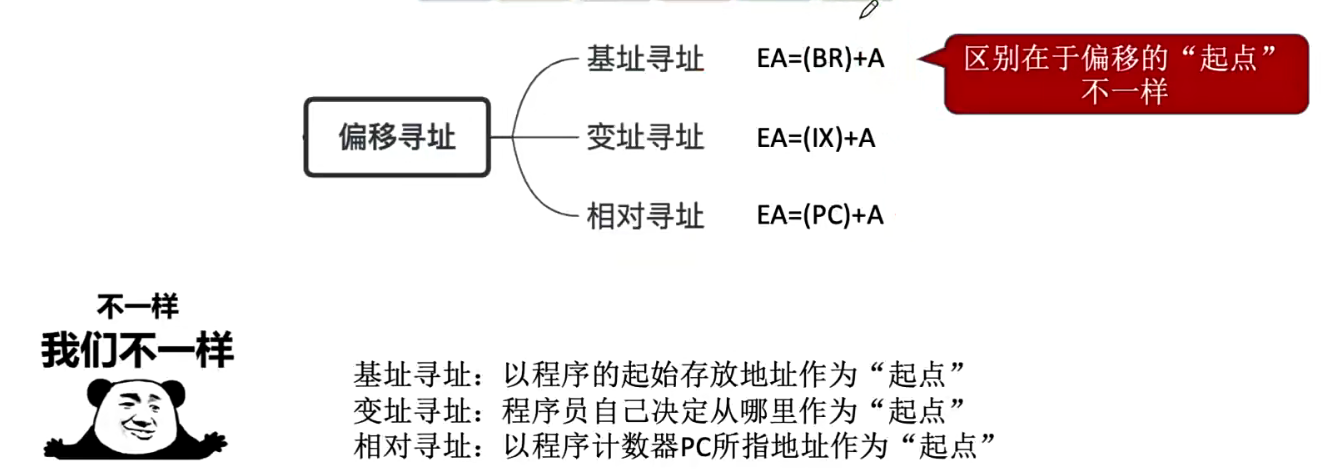 基址寻址 EA=(BR)+A
区别在于偏移的“起点”
不一样
偏移寻址
变址寻址 EA=(IX)+A
相对寻址 EA=(PC)+A
不一样
我们不一样
基址寻址：以程序的起始存放地址作为“起点”
变址寻址：程序员自己决定从哪里作为“起点”
相对寻址：以程序计数器PC所指地址作为“起点”